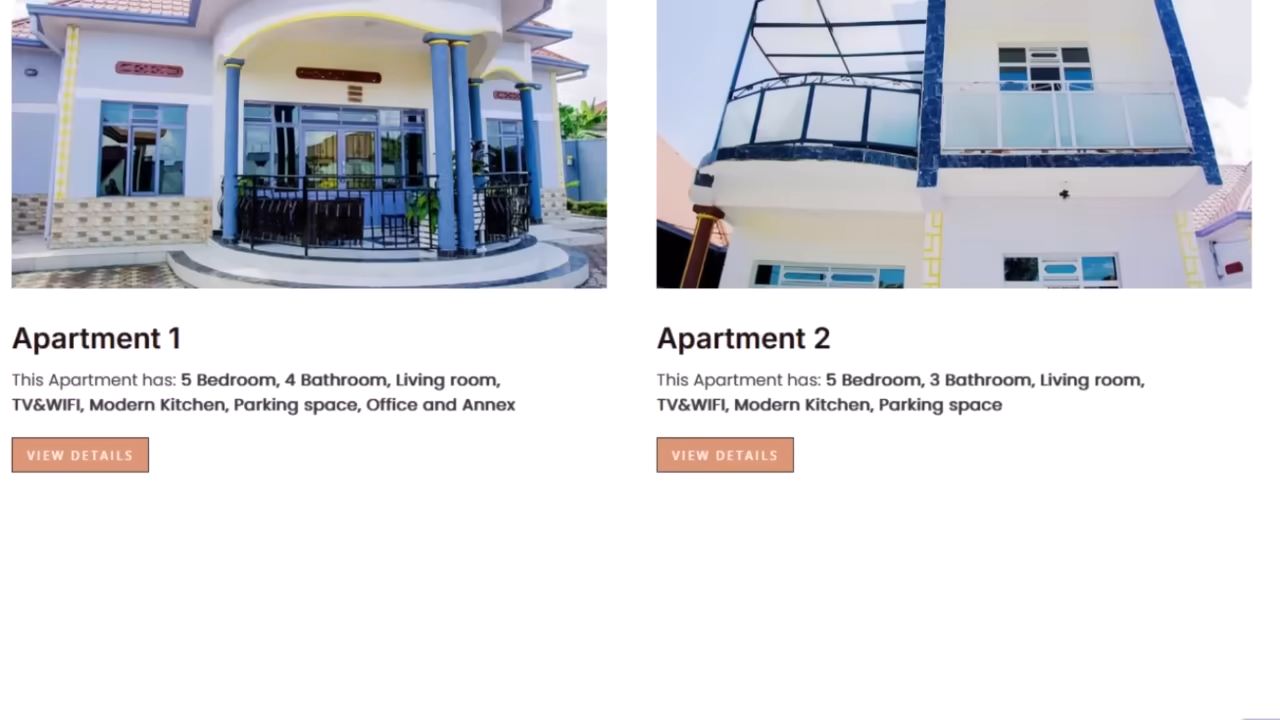 Apartment 1
This Apartment has: 5 Bedroom, 4 Bathroom, Living room,
TV&WIFI, Modern Kitchen, Parking space, Office and Annex
VIEW DETAILS
Apartment 2
This Apartment has: 5 Bedroom, 3 Bathroom, Living room,
TV&WIFI, Modern Kitchen, Parking space
VIEW DETAILS